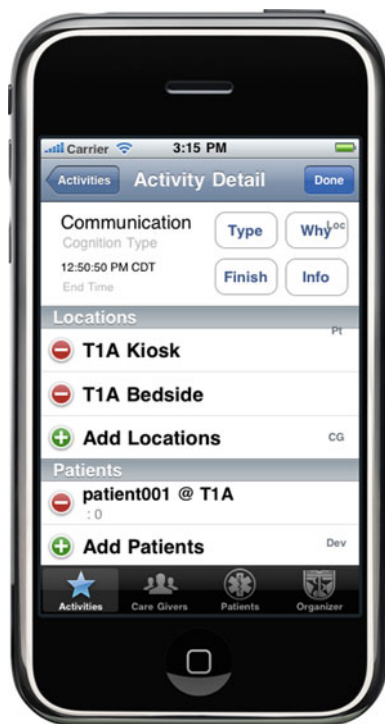 Carrier 3:15 PM
Activities Activity Detail Done
Communication Type Why Loc
Cognition Type
12:50:50 PM CDT Finish Info
End Time
Locations
Pt
T1A Kiosk
T1A Bedside
Add Locations CG
Patients
patient001 @ T1A
: 0
Add Patients Dev
Activities Care Givers Patients Organizer